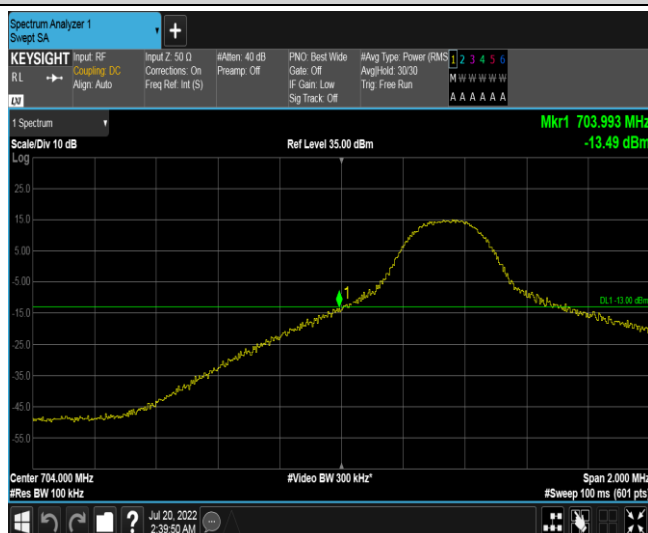 Spectrum Analyzer 1
Swept SA
KEYSIGHT
RL
Input: RF
Coupling: DC
Align: Auto
Input Z: 50 Ω
Corrections: On
Freq Ref: Int (S)
#Atten: 40 dB
Preamp: Off
PNO: Best Wide
Gate: Off
IF Gain: Low
Sig Track: Off
#Avg Type: Power (RMS
Avg|Hold: 30/30
Trig: Free Run
1 2 3 4 5 6
M W W W W W
A A A A A A
LXI
1 Spectrum
Scale/Div 10 dB
Ref Level 35.00 dBm
Mkr1 703.993 MHz
-13.49 dBm
Log
25.0
15.0
5.00
-5.00
-15.0
-25.0
-35.0
-45.0
-55.0
1
DL1 -13.00 dBm
Center 704.000 MHz
#Res BW 100 kHz
#Video BW 300 kHz*
Span 2.000 MHz
#Sweep 100 ms (601 pts)
?
Jul 20, 2022
2:39:50 AM